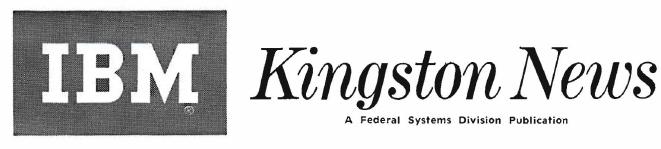 IBM®
Kingston News
A Federal Systems Division Publication